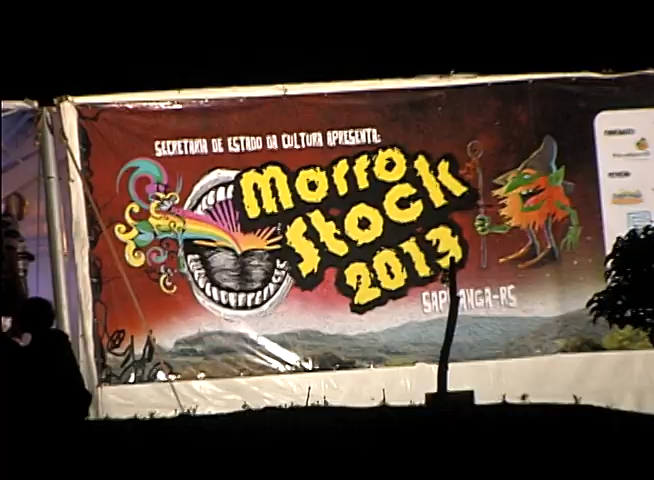 SECRETARIA DE ESTADO DA CULTURA APRESENTA:
Morro
Stock
2013
SAPIRANGA-RS